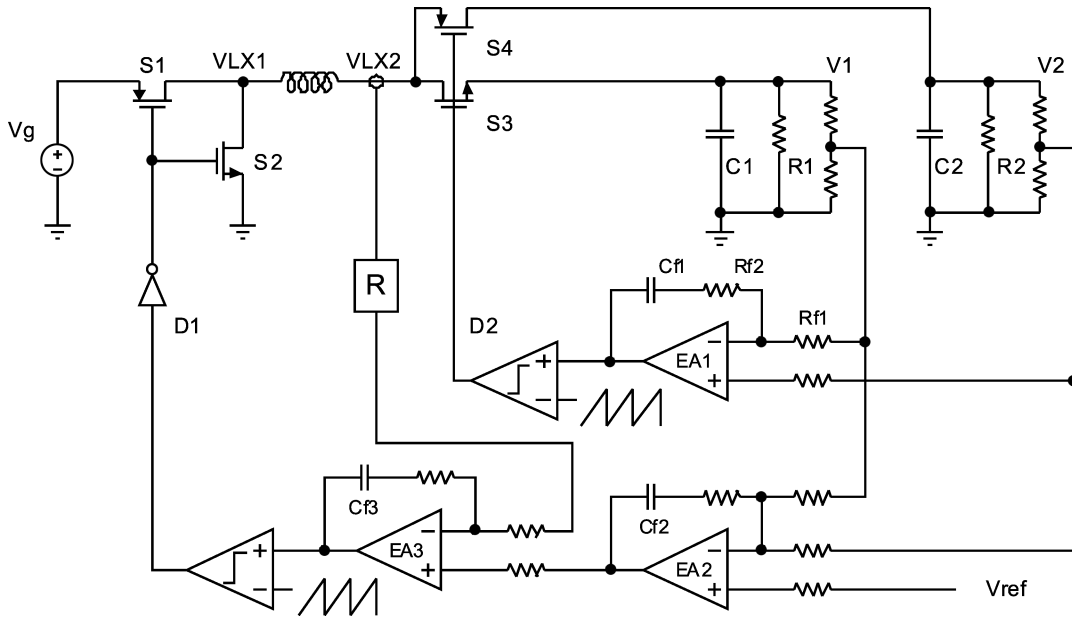 S4
S1
VLX1
VLX2
V1
V2
S3
Vg
+
−
S2
C1
R1
C2
R2
R
Cf1
Rf2
D1
D2
Rf1
+
−
−
EA1
+
Cf3
Cf2
+
−
−
EA3
+
−
EA2
+
Vref